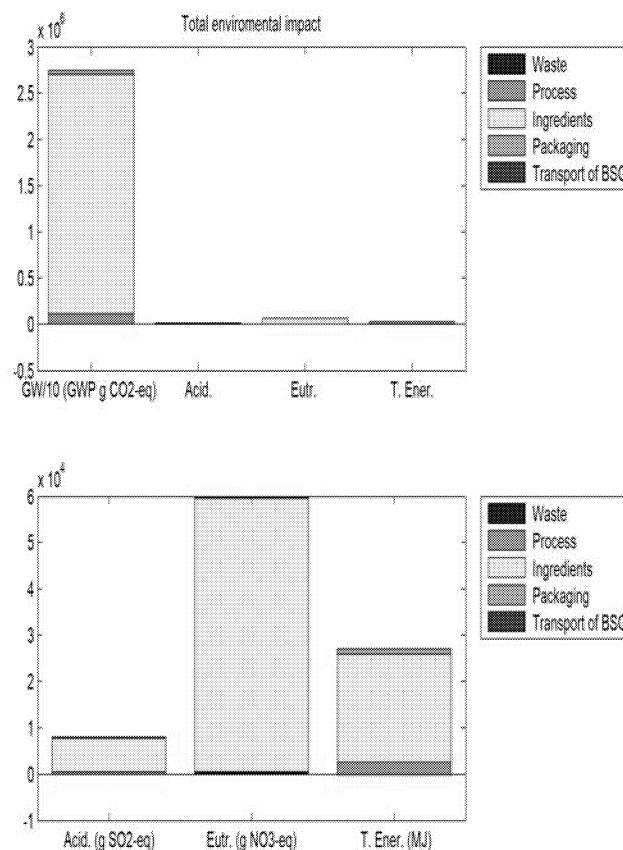 x 10^6
Total enviromental impact
3
2.5
2
1.5
1
0.5
0
-0.5
GW/10 (GWP g CO2-eq) Acid. Eutr. T. Ener.
Waste
Process
Ingredients
Packaging
Transport of BSG
x 10^4
6
5
4
3
2
1
0
-1
Acid. (g SO2-eq) Eutr. (g NO3-eq) T. Ener. (MJ)
Waste
Process
Ingredients
Packaging
Transport of BSG